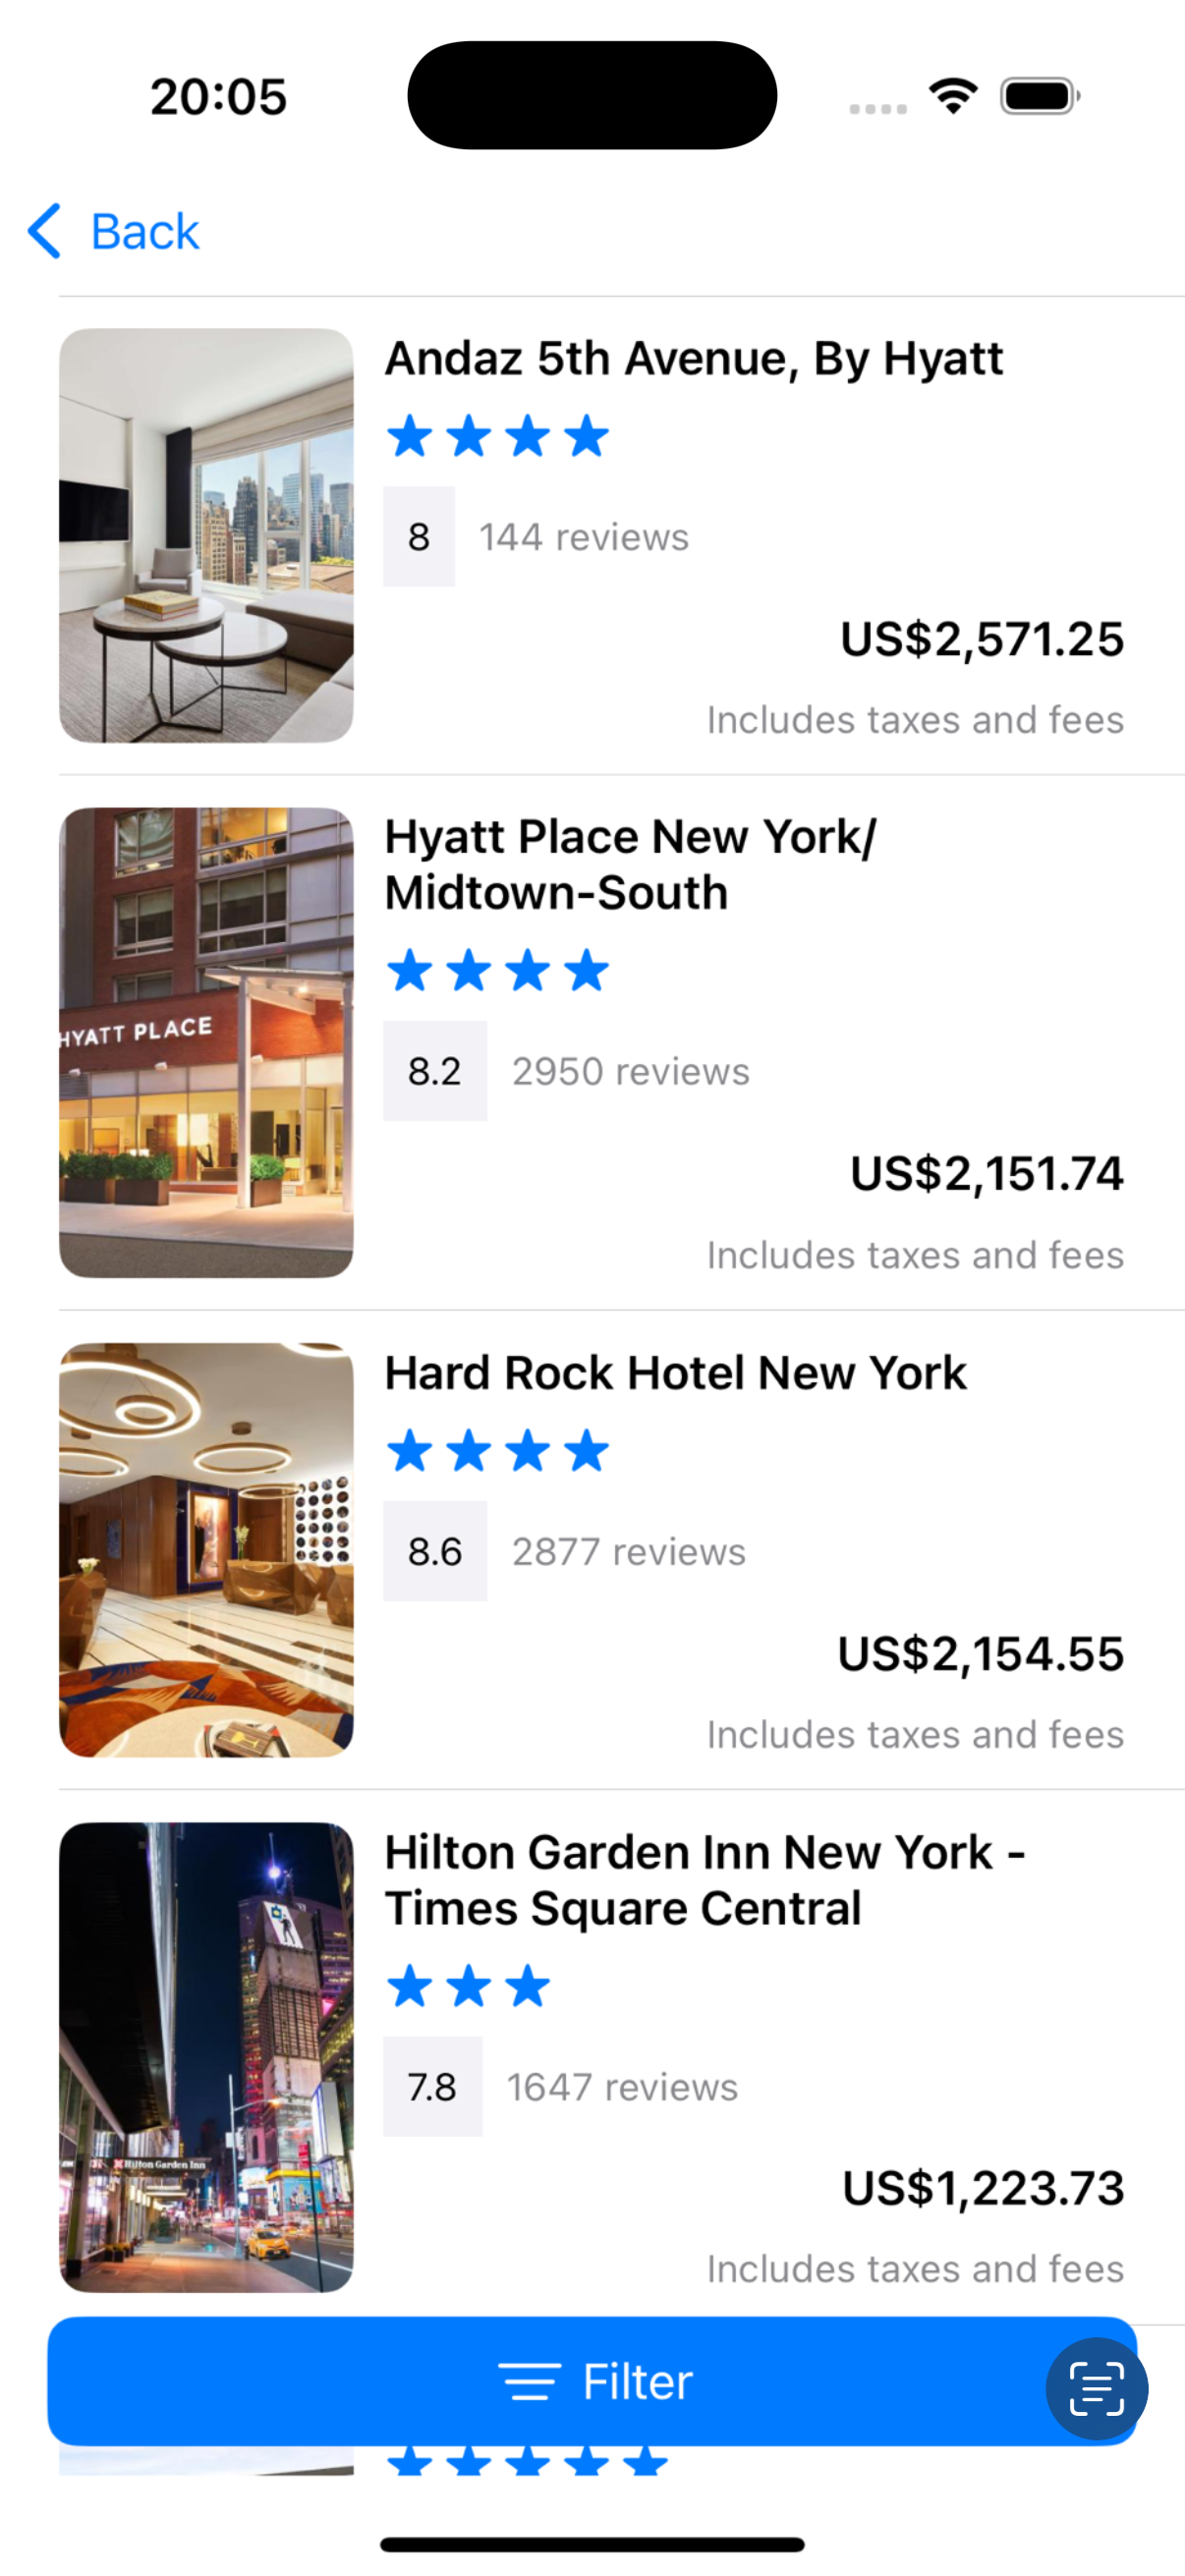 20:05
Back
Andaz 5th Avenue, By Hyatt
8
144 reviews
US$2,571.25
Includes taxes and fees
HYATT PLACE
Hyatt Place New York/
Midtown-South
8.2
2950 reviews
US$2,151.74
Includes taxes and fees
Hard Rock Hotel New York
8.6
2877 reviews
US$2,154.55
Includes taxes and fees
Hilton Garden Inn New York -
Times Square Central
7.8
1647 reviews
Hilton Garden Inn
US$1,223.73
Includes taxes and fees
Filter